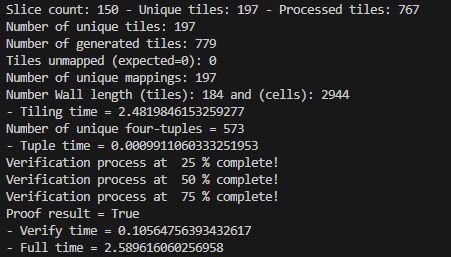 Slice count: 150 - Unique tiles: 197 - Processed tiles: 767
Number of unique tiles: 197
Number of generated tiles: 779
Tiles unmapped (expected=0): 0
Number of unique mappings: 197
Number Wall length (tiles): 184 and (cells): 2944
- Tiling time = 2.4819846153259277
Number of unique four-tuples = 573
- Tuple time = 0.0009911060333251953
Verification process at  25 % complete!
Verification process at  50 % complete!
Verification process at  75 % complete!
Proof result = True
- Verify time = 0.10564756393432617
- Full time = 2.589616060256958